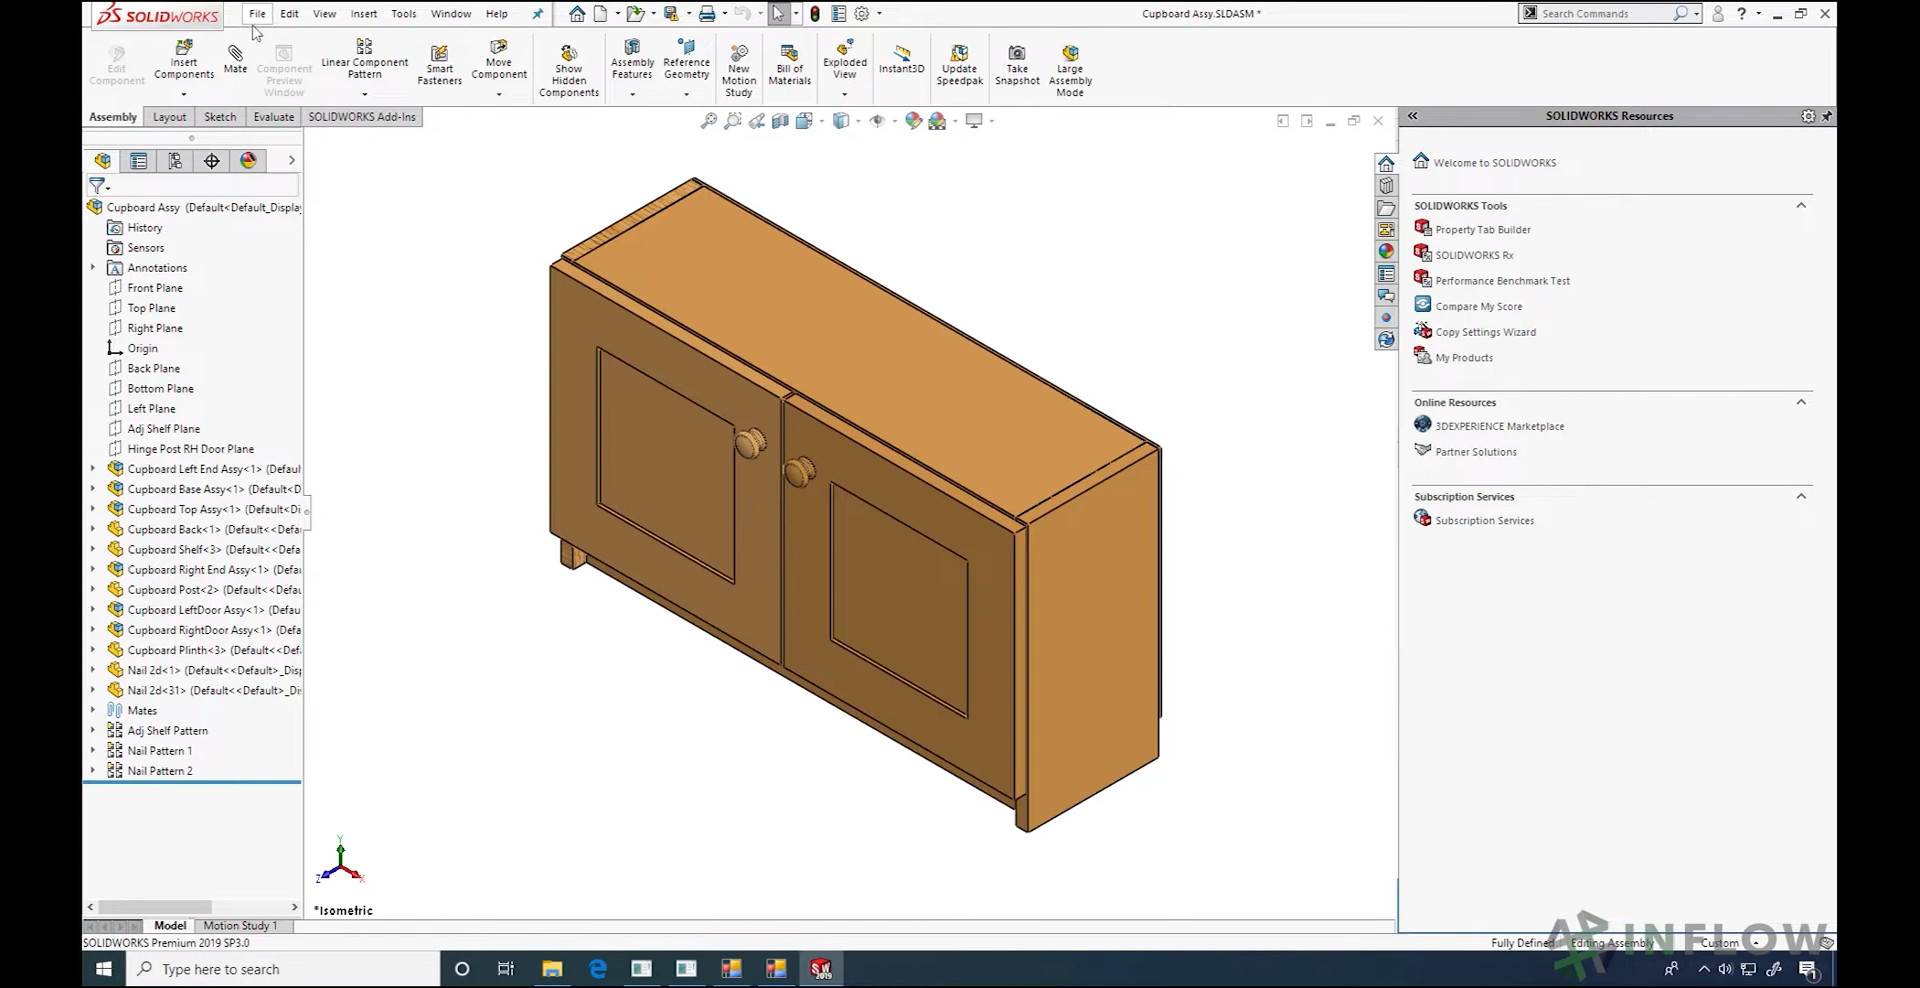 SOLIDWORKS File Edit View Insert Tools Window Help Cupboard Assy.SLDASM * Search Commands ?
Edit Component
Insert Components
Mate
Component Preview Window
Linear Component Pattern
Smart Fasteners
Move Component
Show Hidden Components
Assembly Features
Reference Geometry
New Motion Study
Bill of Materials
Exploded View
Instant3D
Update Speedpak
Take Snapshot
Large Assembly Mode
Assembly Layout Sketch Evaluate SOLIDWORKS Add-Ins
Cupboard Assy (Default<Default_Displa
History
Sensors
Annotations
Front Plane
Top Plane
Right Plane
Origin
Back Plane
Bottom Plane
Left Plane
Adj Shelf Plane
Hinge Post RH Door Plane
Cupboard Left End Assy<1> (Defaul
Cupboard Base Assy<1> (Default<D
Cupboard Top Assy<1> (Default<Di
Cupboard Back<1> (Default<<Defau
Cupboard Shelf<3> (Default<<Defa
Cupboard Right End Assy<1> (Defau
Cupboard Post<2> (Default<<Defau
Cupboard LeftDoor Assy<1> (Defau
Cupboard RightDoor Assy<1> (Defa
Cupboard Plinth<3> (Default<<Def
Nail 2d<1> (Default<<Default>_Disp
Nail 2d<31> (Default<<Default>_Dis
Mates
Adj Shelf Pattern
Nail Pattern 1
Nail Pattern 2
Y
Z X
*Isometric
Model Motion Study 1
SOLIDWORKS Premium 2019 SP3.0
SOLIDWORKS Resources
Welcome to SOLIDWORKS
SOLIDWORKS Tools
Property Tab Builder
SOLIDWORKS Rx
Performance Benchmark Test
Compare My Score
Copy Settings Wizard
My Products
Online Resources
3DEXPERIENCE Marketplace
Partner Solutions
Subscription Services
Subscription Services
INFLOW
Fully Defined Editing Assembly Custom
Type here to search
SW 2019
1